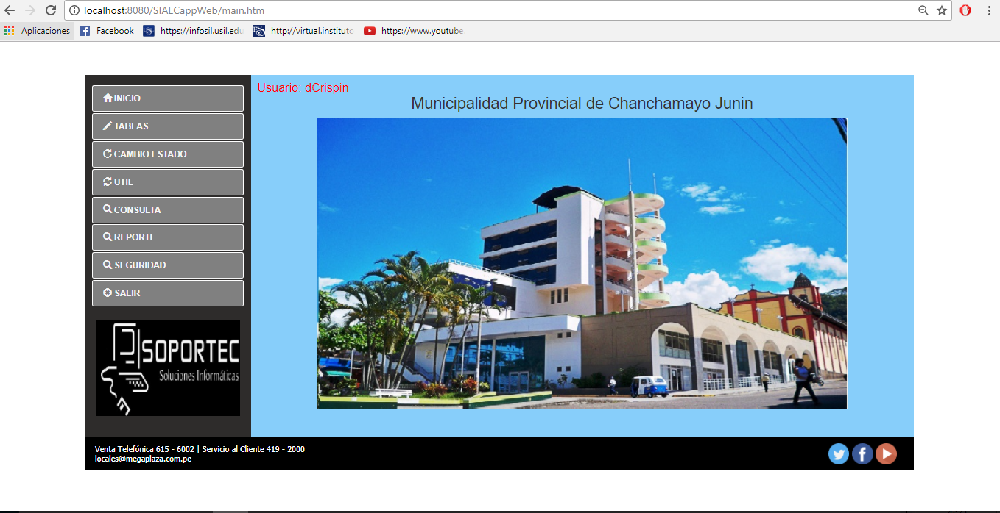 localhost:8080/SIAECappWeb/main.htm
Aplicaciones Facebook https://infosil.usil.edu http://virtual.instituto https://www.youtube
Usuario: dCrispin
Municipalidad Provincial de Chanchamayo Junin
INICIO
TABLAS
CAMBIO ESTADO
UTIL
CONSULTA
REPORTE
SEGURIDAD
SALIR
SOPORTEC
Soluciones Informáticas
Venta Telefónica 615 - 6002 | Servicio al Cliente 419 - 2000
locales@megaplaza.com.pe